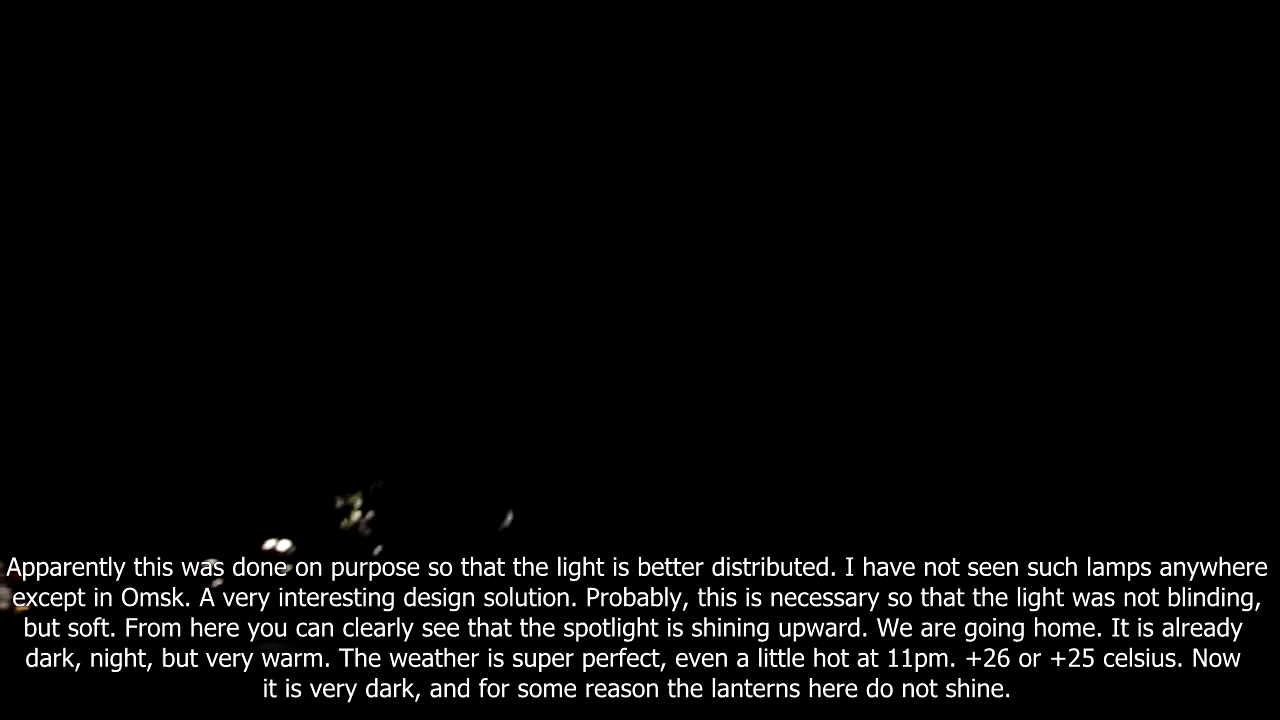 Apparently this was done on purpose so that the light is better distributed. I have not seen such lamps anywhere
except in Omsk. A very interesting design solution. Probably, this is necessary so that the light was not blinding,
but soft. From here you can clearly see that the spotlight is shining upward. We are going home. It is already
dark, night, but very warm. The weather is super perfect, even a little hot at 11pm. +26 or +25 celsius. Now
it is very dark, and for some reason the lanterns here do not shine.